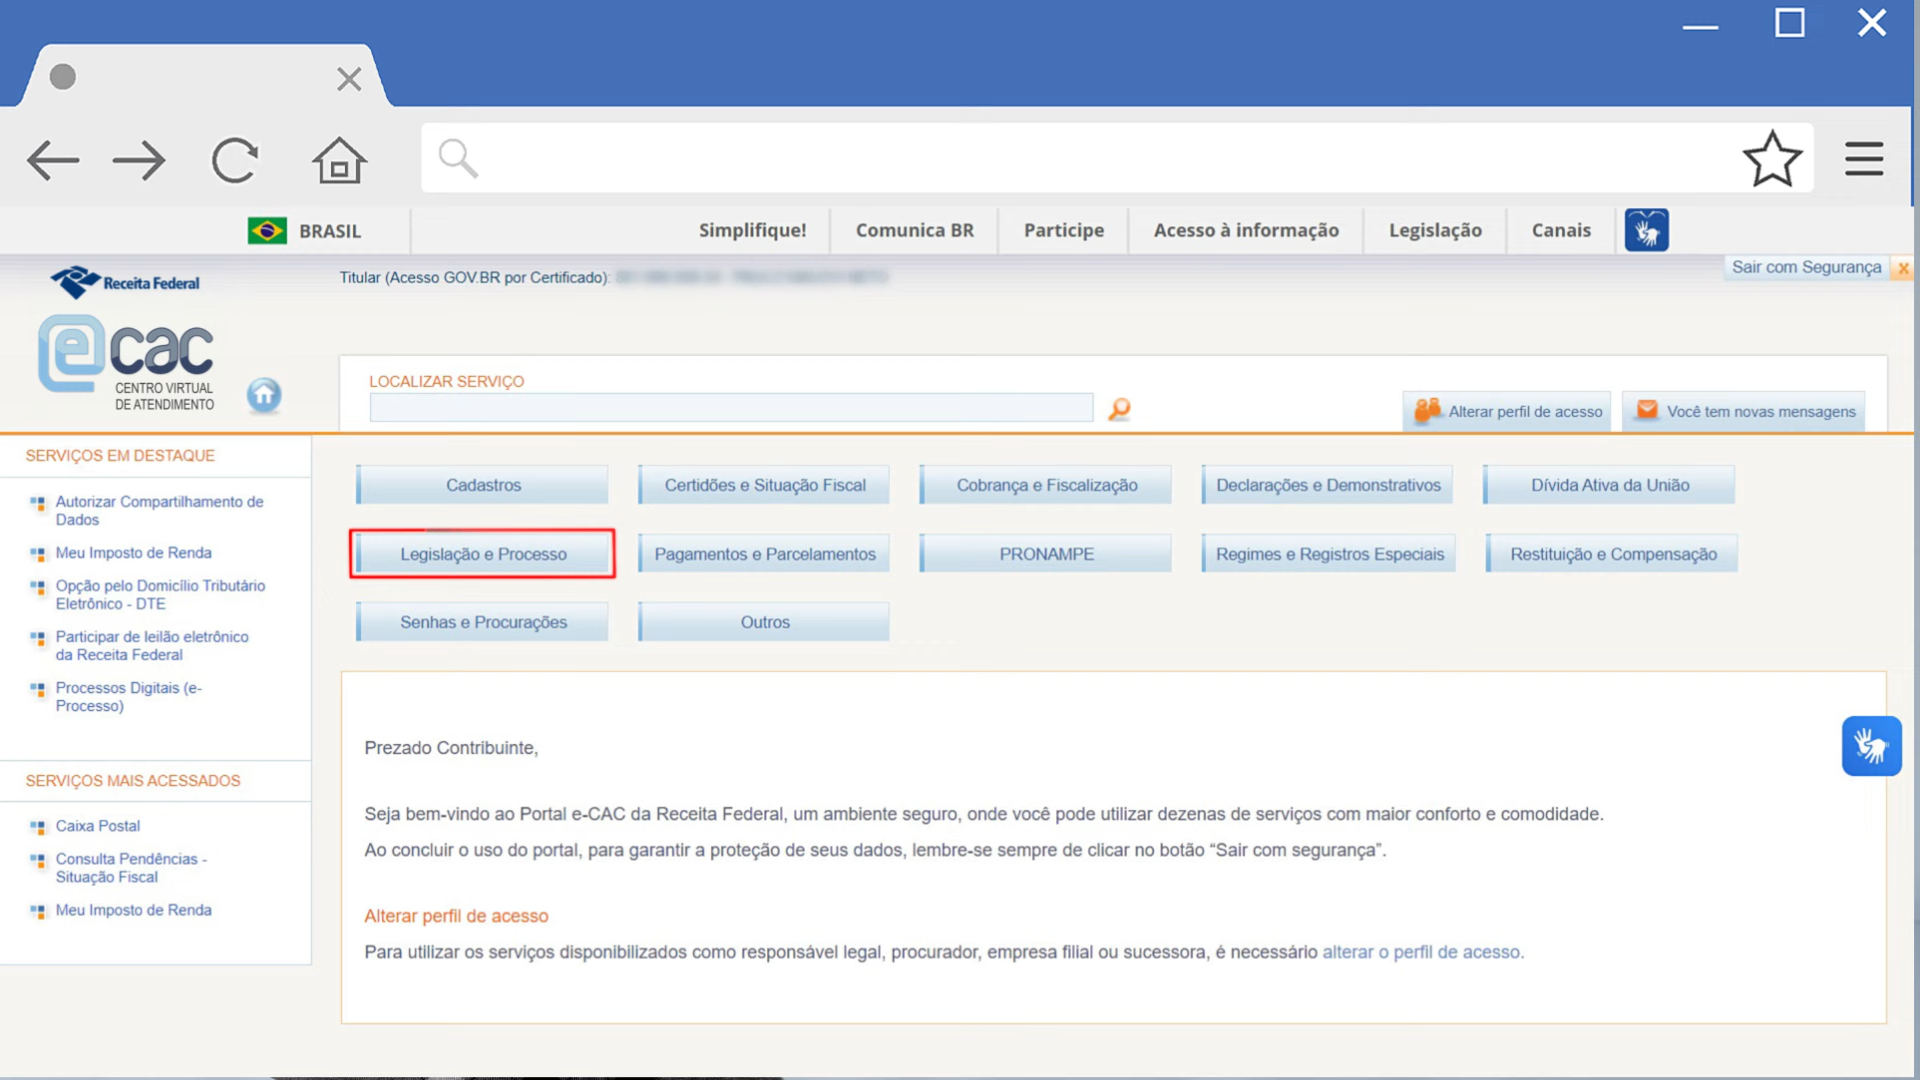 BRASIL
Simplifique!
Comunica BR
Participe
Acesso à informação
Legislação
Canais
Receita Federal
Titular (Acesso GOV.BR por Certificado):
Sair com Segurança
x
e cac
CENTRO VIRTUAL
DE ATENDIMENTO
LOCALIZAR SERVIÇO
Alterar perfil de acesso
Você tem novas mensagens
SERVIÇOS EM DESTAQUE
Autorizar Compartilhamento de
Dados
Meu Imposto de Renda
Opção pelo Domicílio Tributário
Eletrônico - DTE
Participar de leilão eletrônico
da Receita Federal
Processos Digitais (e-
Processo)
SERVIÇOS MAIS ACESSADOS
Caixa Postal
Consulta Pendências -
Situação Fiscal
Meu Imposto de Renda
Cadastros
Certidões e Situação Fiscal
Cobrança e Fiscalização
Declarações e Demonstrativos
Dívida Ativa da União
Legislação e Processo
Pagamentos e Parcelamentos
PRONAMPE
Regimes e Registros Especiais
Restituição e Compensação
Senhas e Procurações
Outros
Prezado Contribuinte,
Seja bem-vindo ao Portal e-CAC da Receita Federal, um ambiente seguro, onde você pode utilizar dezenas de serviços com maior conforto e comodidade.
Ao concluir o uso do portal, para garantir a proteção de seus dados, lembre-se sempre de clicar no botão “Sair com segurança”.
Alterar perfil de acesso
Para utilizar os serviços disponibilizados como responsável legal, procurador, empresa filial ou sucessora, é necessário alterar o perfil de acesso.